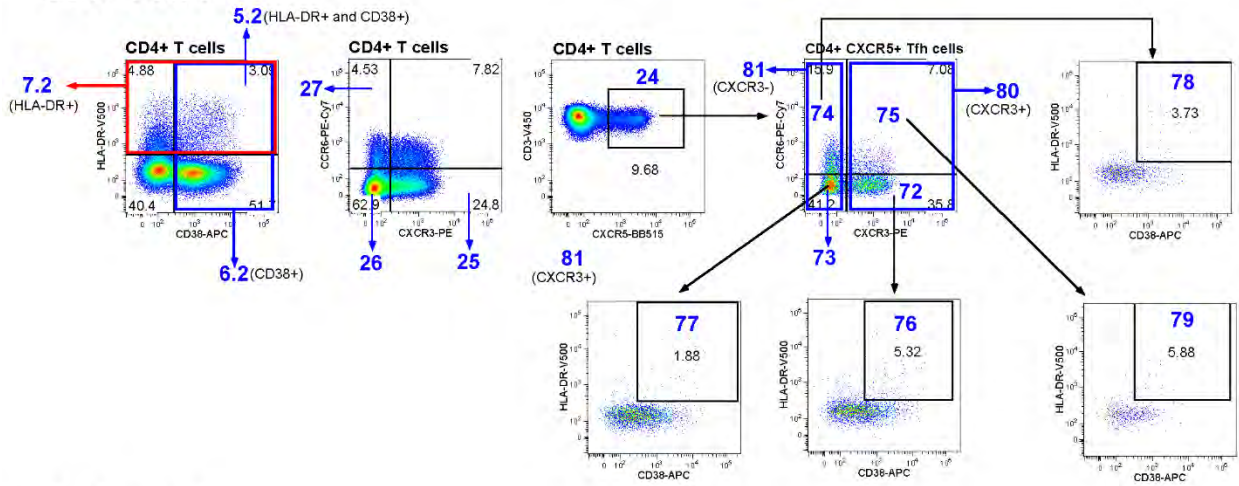 5.2 (HLA-DR+ and CD38+)
CD4+ T cells
7.2
(HLA-DR+)
4.88
3.09
40.4
51.7
HLA-DR-V500
CD38-APC
6.2 (CD38+)
CD4+ T cells
27
4.53
7.82
62.9
24.8
CCR6-PE-Cy7
CXCR3-PE
26
25
CD4+ T cells
24
9.68
CD3-V450
CXCR5-BB515
CD4+ CXCR5+ Tfh cells
81
(CXCR3-)
15.9
7.08
74
75
80
(CXCR3+)
72
41.2
35.8
CCR6-PE-Cy7
CXCR3-PE
73
78
3.73
HLA-DR-V500
CD38-APC
81
(CXCR3+)
77
1.88
HLA-DR-V500
CD38-APC
76
5.32
HLA-DR-V500
CD38-APC
79
5.88
HLA-DR-V500
CD38-APC